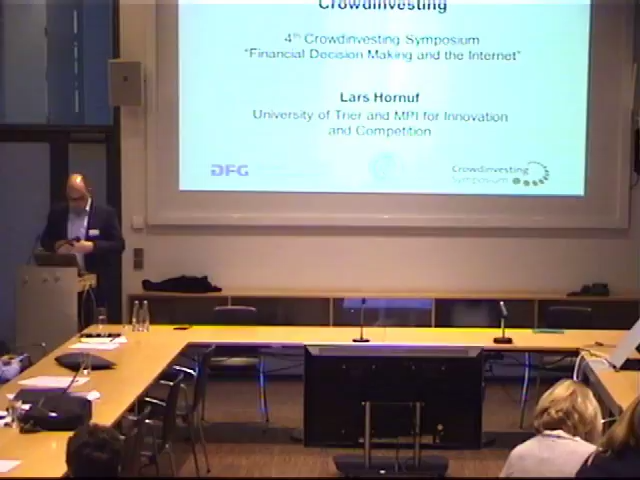 Crowdinvesting
4th Crowdinvesting Symposium
"Financial Decision Making and the Internet"
Lars Hornuf
University of Trier and MPI for Innovation
and Competition
DFG
Crowdinvesting
Symposium